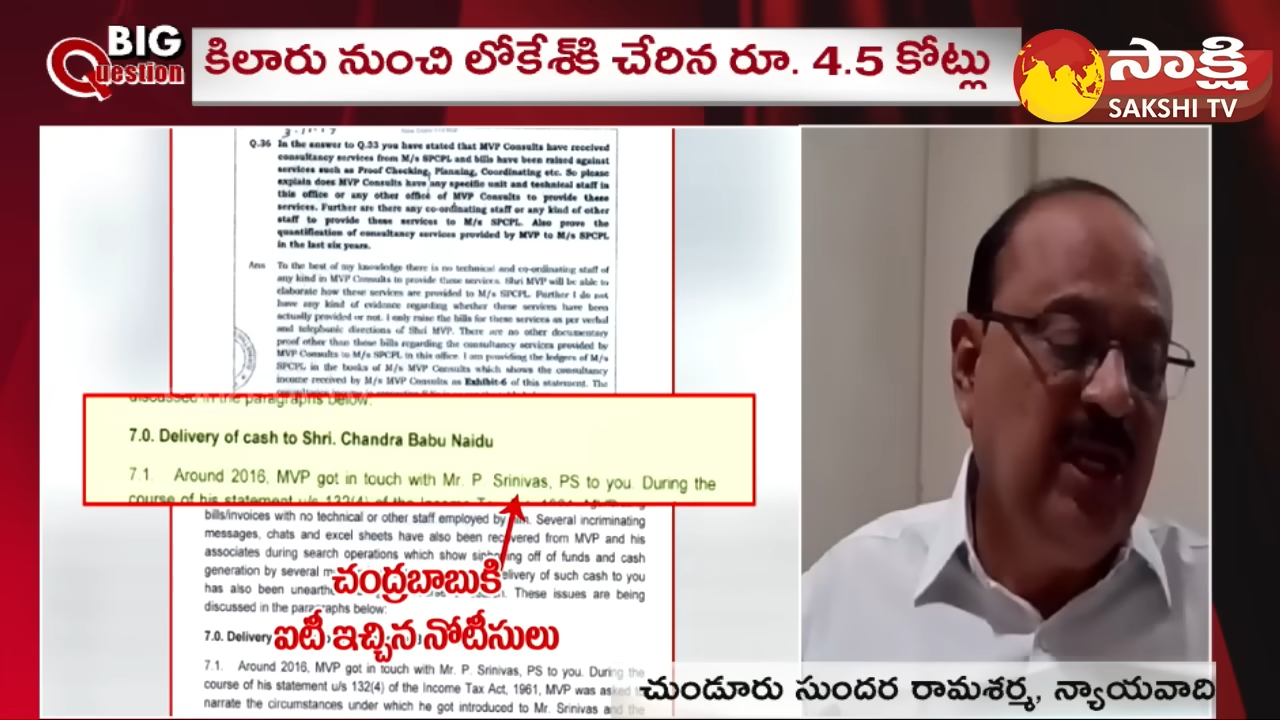 BIG
Question
కిలారు నుంచి లోకేశ్‌కి చేరిన రూ. 4.5 కోట్లు
సాక్షి
SAKSHI TV
Q.36 In the answer to Q.33 you have stated that MVP Consults have received
consultancy services from M/s SPCPL and bills have been raised against
services such as Proof Checking, Planning, Coordinating etc. So please
explain does MVP Consults have any specific unit and technical staff in
this office or any other office of MVP Consults to provide these
services. Further are there any co-ordinating staff or any kind of other
staff to provide these services to M/s SPCPL. Also prove the
quantification of consultancy services provided by MVP to M/s SPCPL
in the last six years.
Ans To the best of my knowledge there is no technical and co-ordinating staff of
any kind in MVP Consults to provide these services. Shri MVP will be able to
elaborate how these services are provided to M/s SPCPL. Further I do not
have any kind of evidence regarding whether these services have been
actually provided or not. I only raise the bills for these services as per verbal
and telephonic directions of Shri MVP. There are no other documentary
proof other than these bills regarding the consultancy services provided by
MVP Consults to M/s SPCPL in this office. I am providing the ledgers of M/s
SPCPL in the books of M/s MVP Consults which shows the consultancy
income received by M/s MVP Consults as Exhibit-6 of this statement. The
discussed in the paragraphs below:
7.0. Delivery of cash to Shri. Chandra Babu Naidu
7.1. Around 2016, MVP got in touch with Mr. P. Srinivas, PS to you. During the
course of his statement u/s 132(4) of the Income Tax
bills/invoices with no technical or other staff employed by Several incriminating
messages, chats and excel sheets have also been recovered from MVP and his
associates during search operations which show off of funds and cash
generation by several delivery of such cash to you
has also been These issues are being
discussed in the paragraphs below:
చంద్రబాబుకి
ఐటీ ఇచ్చిన నోటీసులు
7.0. Delivery
7.1. Around 2016, MVP got in touch with Mr. P. Srinivas, PS to you. During the
course of his statement u/s 132(4) of the Income Tax Act, 1961, MVP was asked
narrate the circumstances under which he got introduced to Mr. Srinivas and the
చుండూరు సుందర రామశర్మ, న్యాయవాది